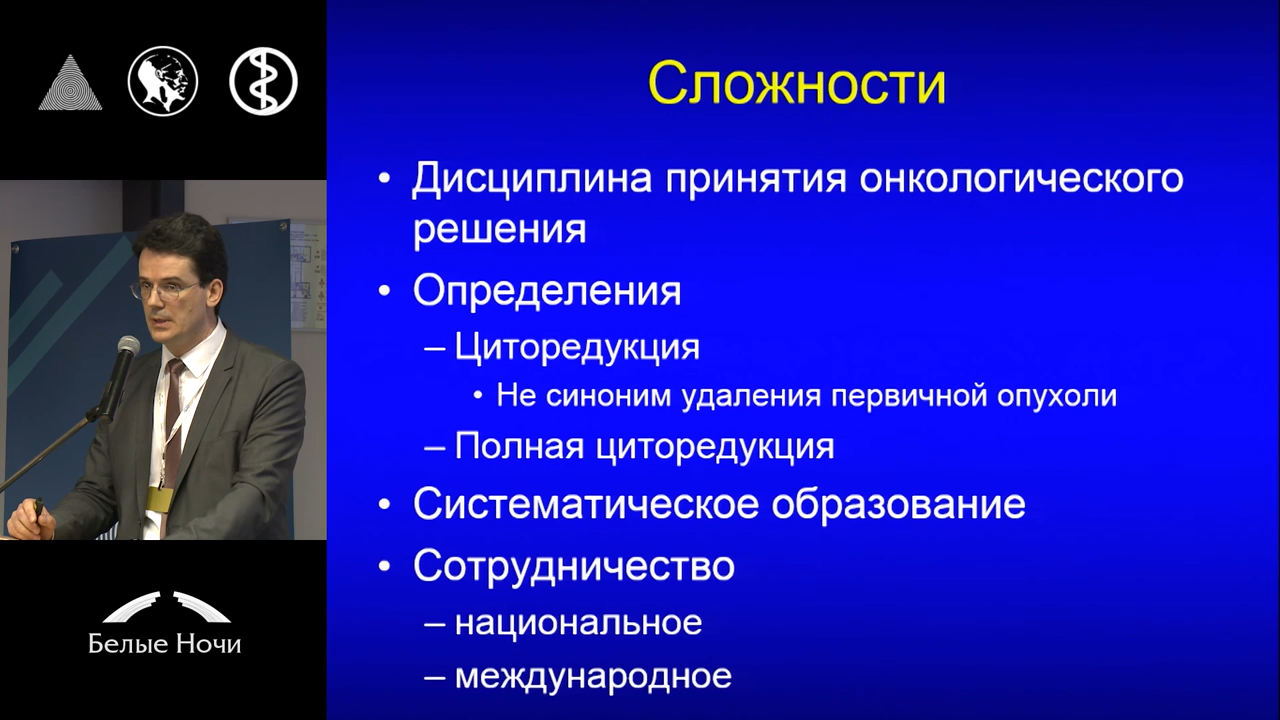 Сложности
• Дисциплина принятия онкологического
решения
• Определения
– Циторедукция
• Не синоним удаления первичной опухоли
– Полная циторедукция
• Систематическое образование
• Сотрудничество
– национальное
– международное
Белые Ночи